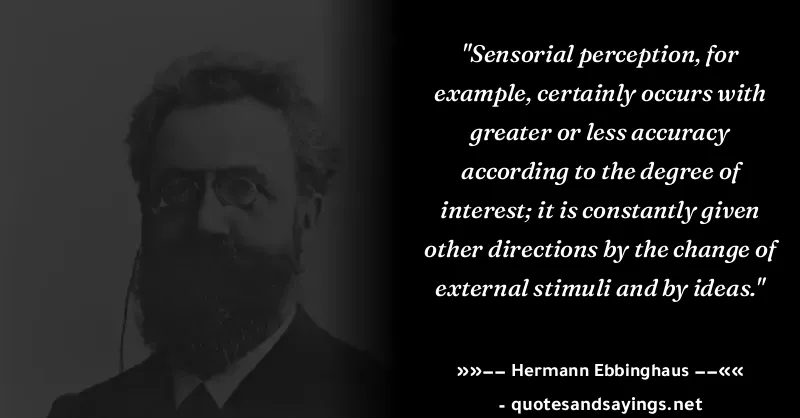 "Sensorial perception, for
example, certainly occurs with
greater or less accuracy
according to the degree of
interest; it is constantly given
other directions by the change of
external stimuli and by ideas."
»»–– Hermann Ebbinghaus ––««
- quotesandsayings.net